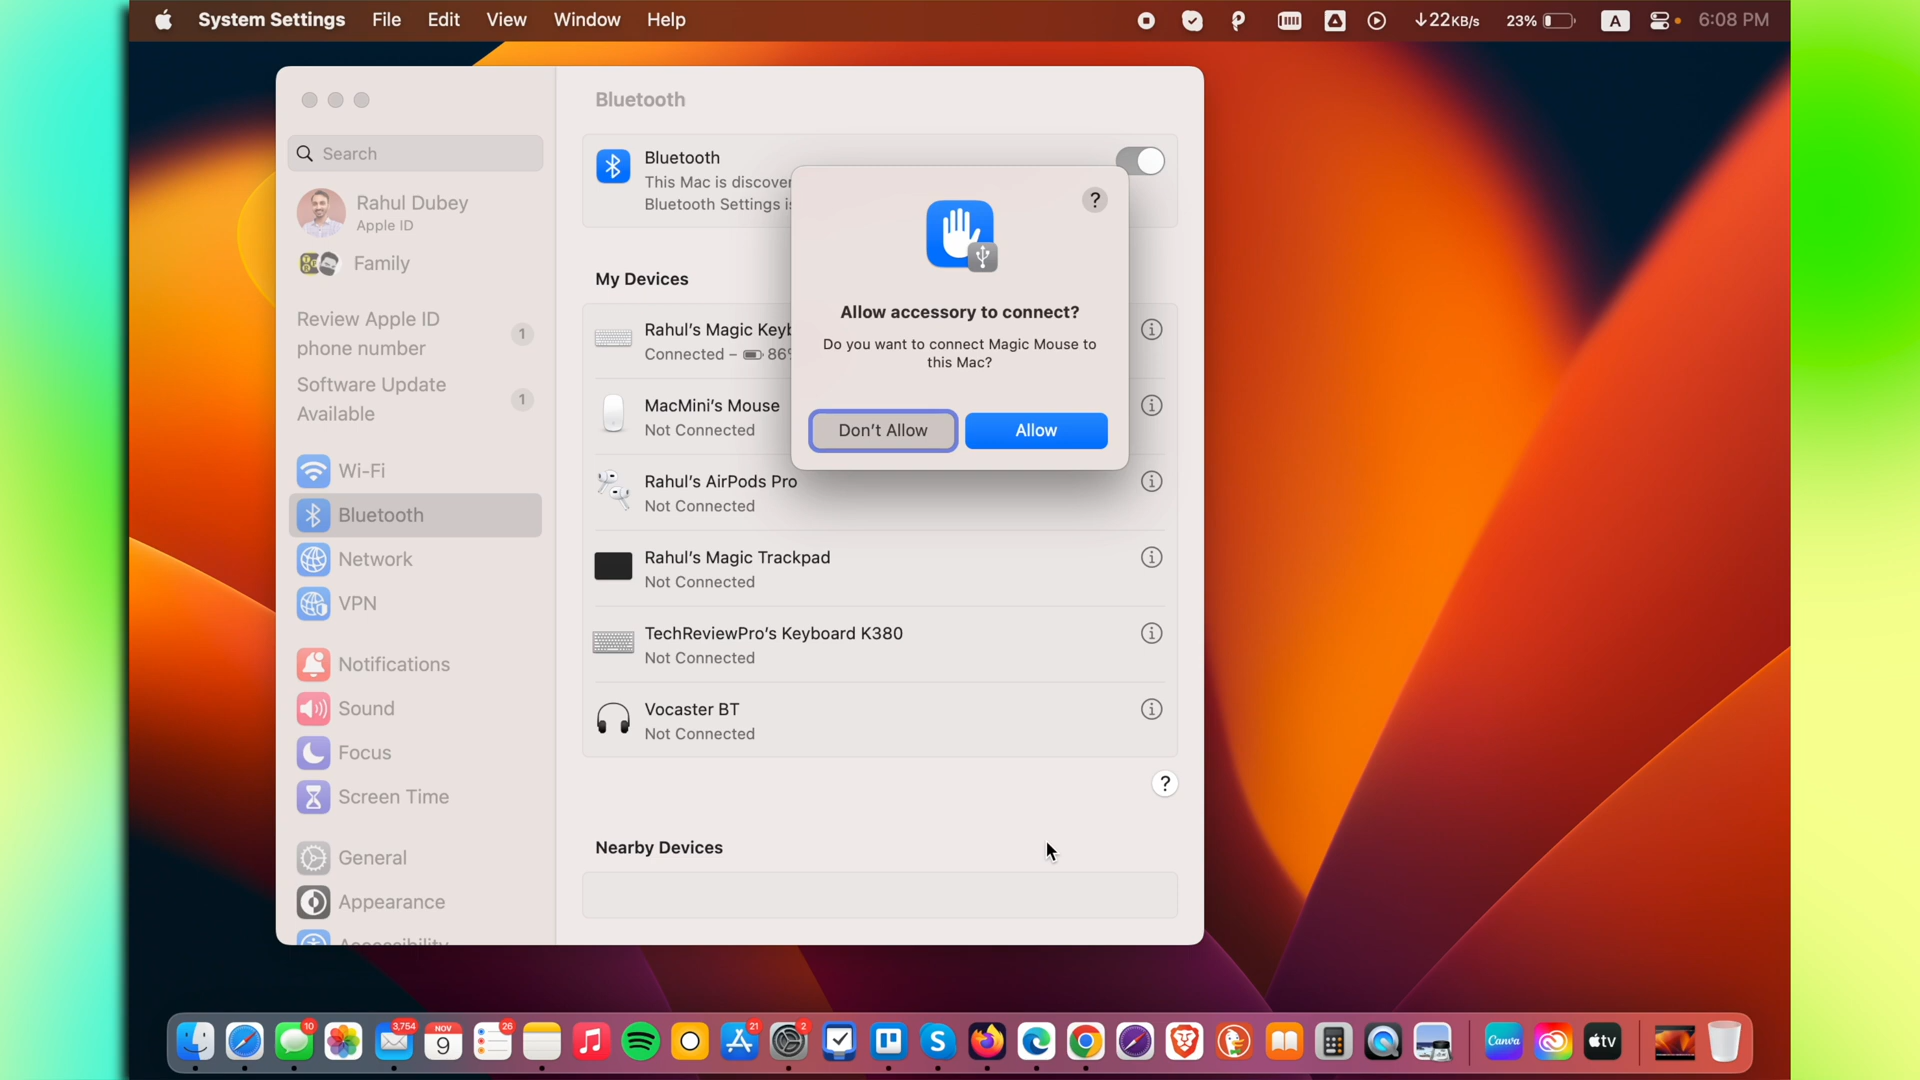 System Settings File Edit View Window Help
22KB/s 23% A 6:08 PM
Bluetooth
Search
Rahul Dubey
Apple ID
Family
Review Apple ID
phone number
1
Software Update
Available
1
Wi-Fi
Bluetooth
Network
VPN
Notifications
Sound
Focus
Screen Time
General
Appearance
Accessibility
Bluetooth
This Mac is discover
Bluetooth Settings i
My Devices
Rahul's Magic Keyb
Connected – 86%
MacMini's Mouse
Not Connected
Rahul's AirPods Pro
Not Connected
Rahul's Magic Trackpad
Not Connected
TechReviewPro's Keyboard K380
Not Connected
Vocaster BT
Not Connected
?
Nearby Devices
?
Allow accessory to connect?
Do you want to connect Magic Mouse to
this Mac?
Don't Allow
Allow
10
3,754
NOV
9
26
21
2
Canva
tv